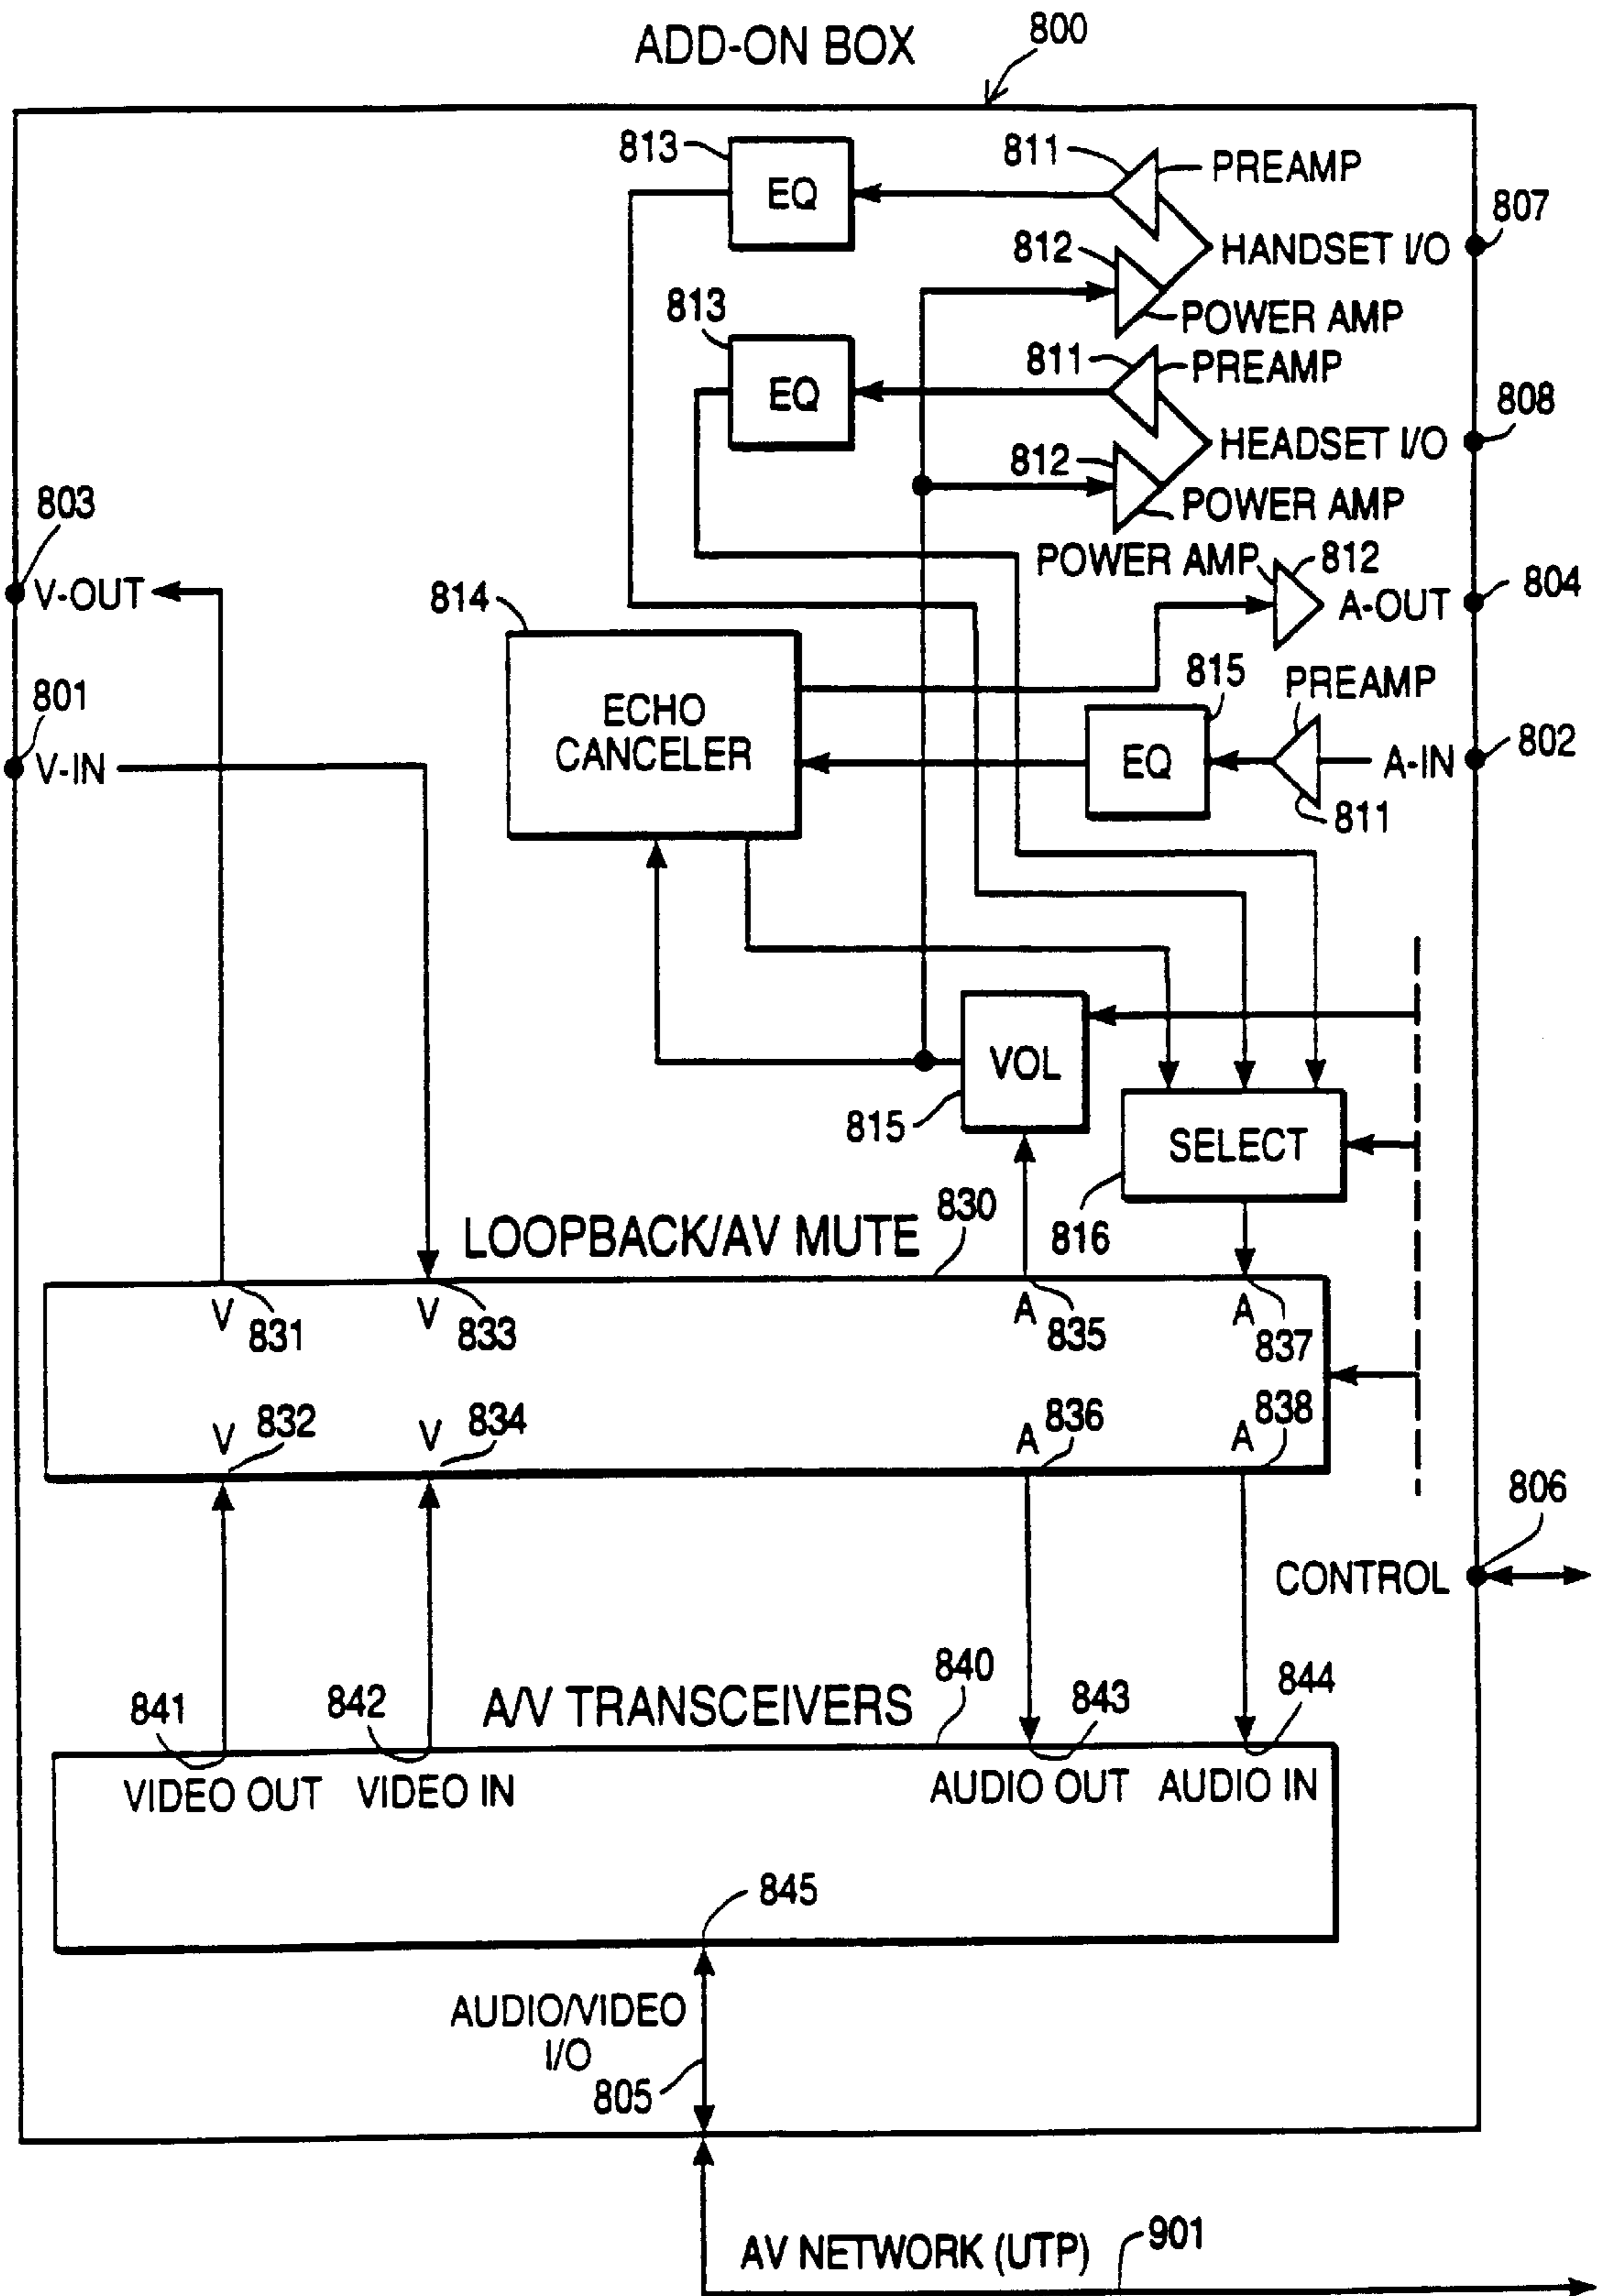 ADD-ON BOX
800
813
EQ
811
PREAMP
807
HANDSET I/O
812
POWER AMP
813
EQ
811
PREAMP
808
HEADSET I/O
812
POWER AMP
803
V-OUT
POWER AMP
812
A-OUT
804
814
ECHO
CANCELER
815
PREAMP
801
V-IN
EQ
A-IN
802
811
VOL
815
SELECT
816
LOOPBACK/AV MUTE
830
V
831
V
833
A
835
A
837
V
832
V
834
A
836
A
838
806
CONTROL
A/V TRANSCEIVERS
840
841
842
843
844
VIDEO OUT
VIDEO IN
AUDIO OUT
AUDIO IN
845
AUDIO/VIDEO
I/O
805
AV NETWORK (UTP)
901